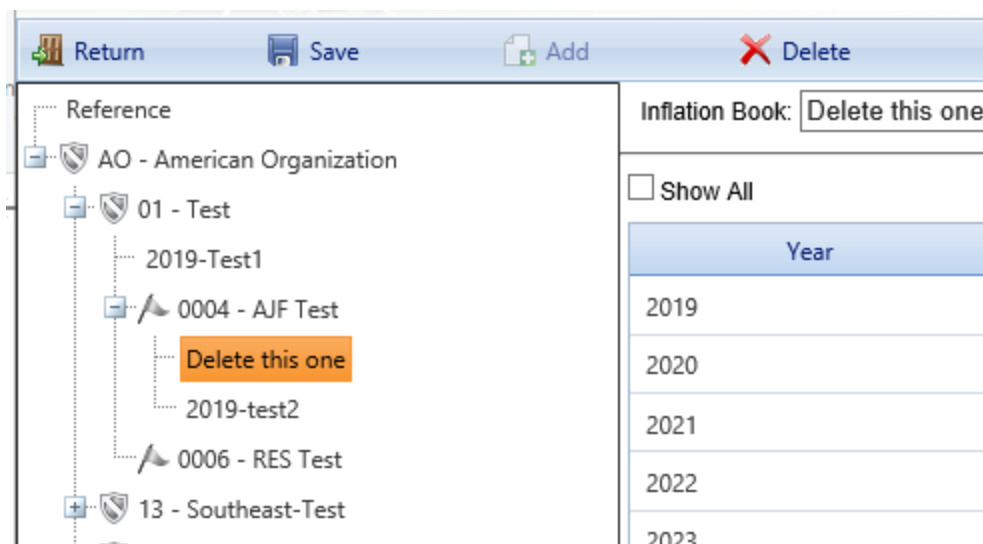 Return Save Add Delete
Reference
AO - American Organization
01 - Test
2019-Test1
0004 - AJF Test
Delete this one
2019-test2
0006 - RES Test
13 - Southeast-Test
Inflation Book: Delete this one
Show All
Year
2019
2020
2021
2022
2023